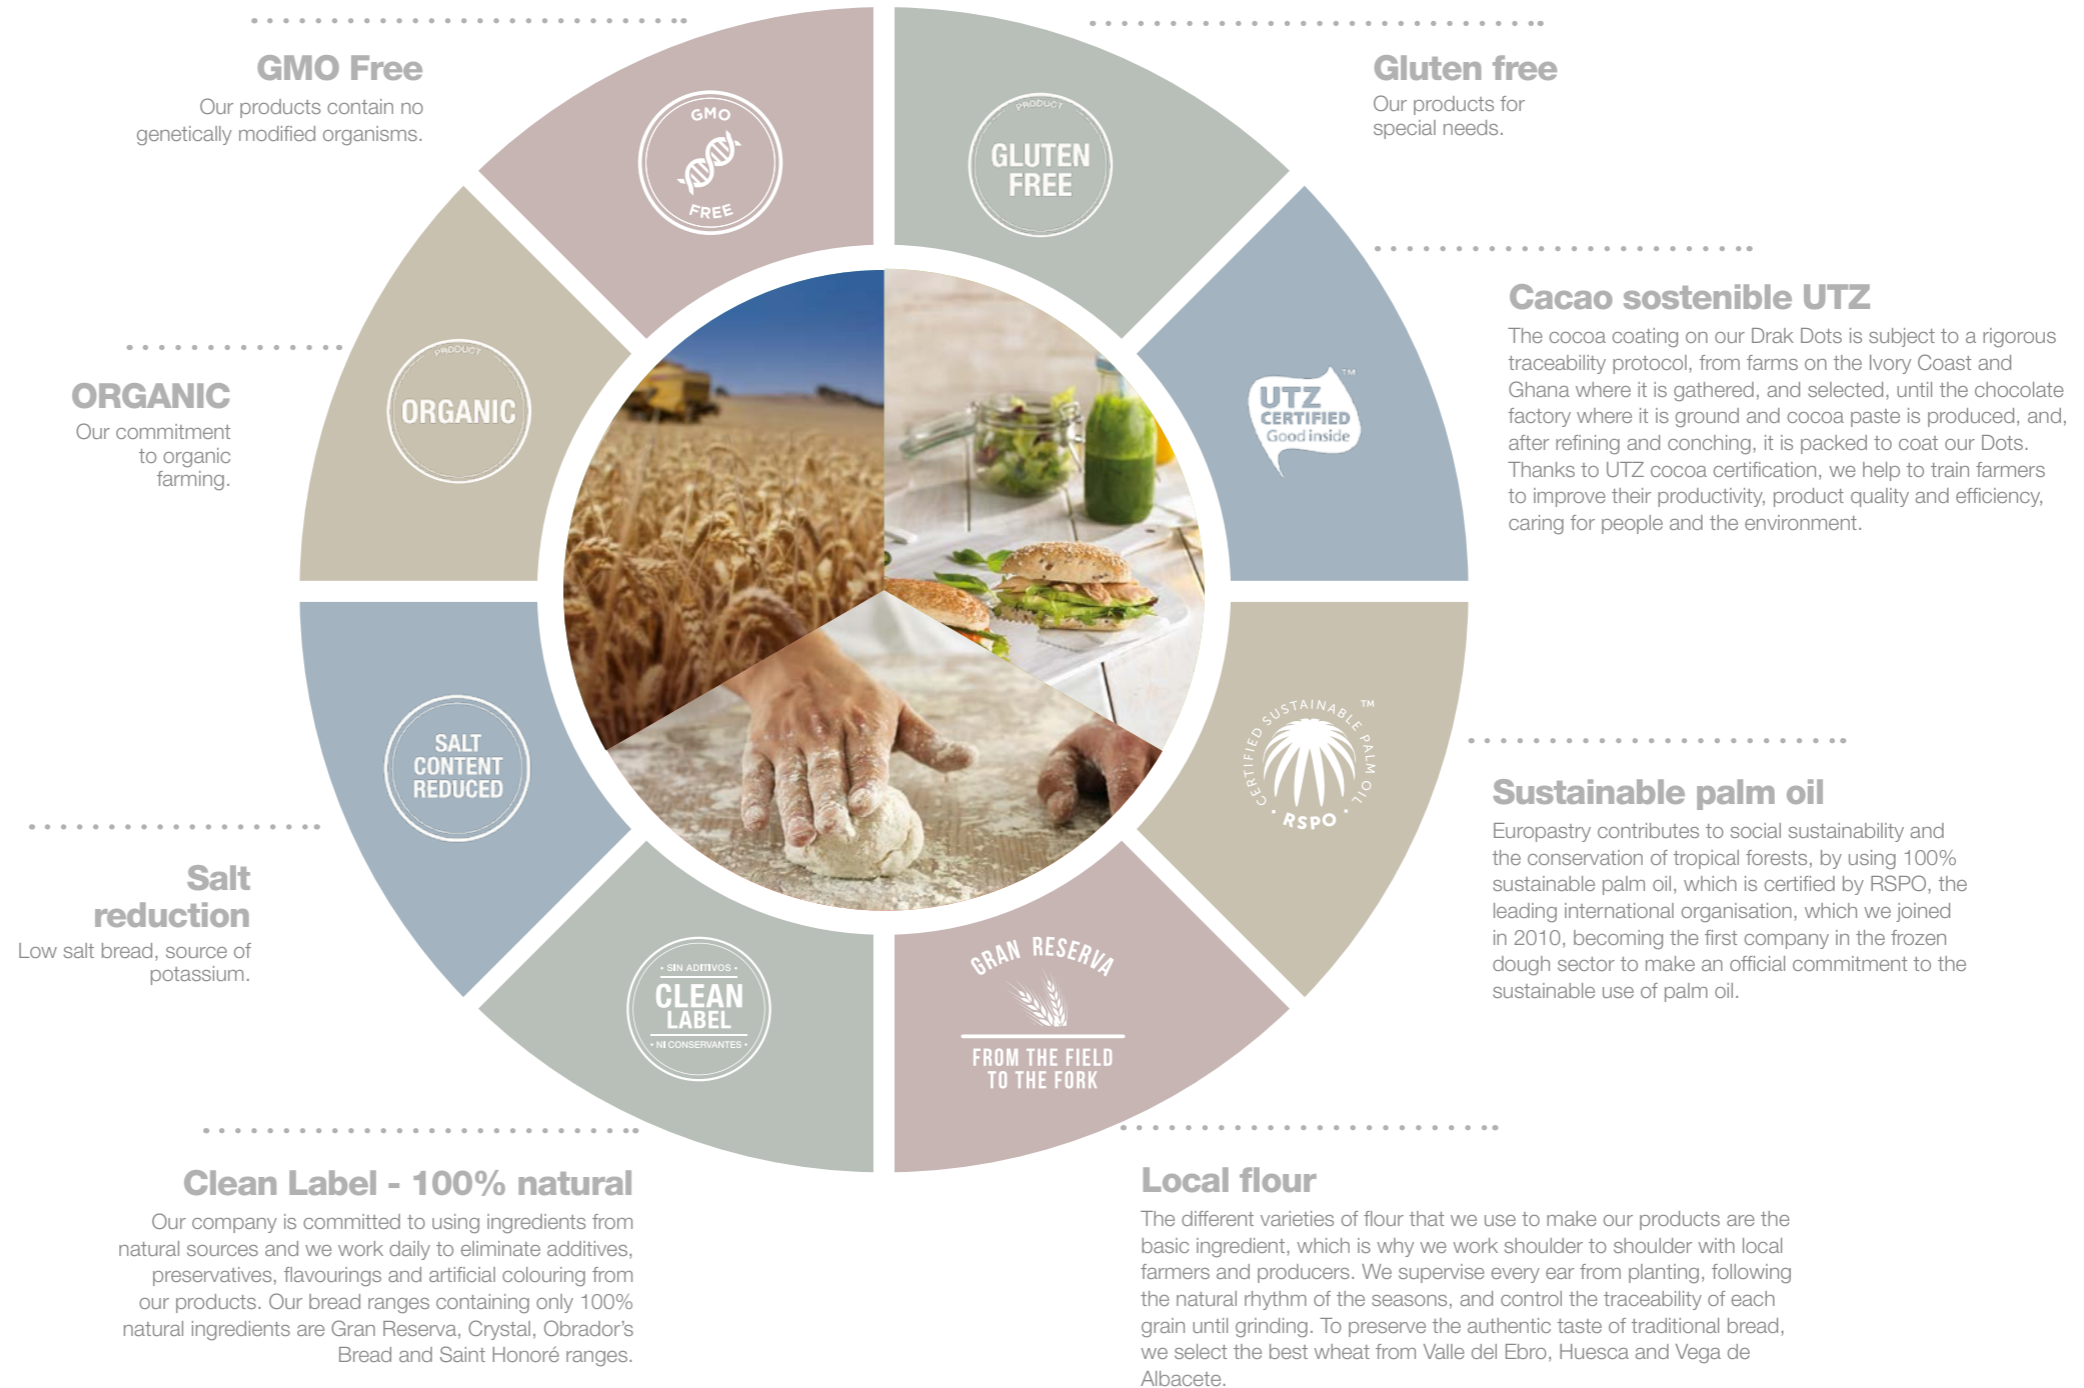 GMO Free
Our products contain no
genetically modified organisms.
GMO
FREE
PRODUCT
GLUTEN
FREE
Gluten free
Our products for
special needs.
ORGANIC
Our commitment
to organic
farming.
PRODUCT
ORGANIC
UTZ
CERTIFIED
Good inside
TM
Cacao sostenible UTZ
The cocoa coating on our Drak Dots is subject to a rigorous
traceability protocol, from farms on the Ivory Coast and
Ghana where it is gathered, and selected, until the chocolate
factory where it is ground and cocoa paste is produced, and,
after refining and conching, it is packed to coat our Dots.
Thanks to UTZ cocoa certification, we help to train farmers
to improve their productivity, product quality and efficiency,
caring for people and the environment.
SALT
CONTENT
REDUCED
Salt
reduction
Low salt bread, source of
potassium.
CERTIFIED SUSTAINABLE PALM OIL
TM
• RSPO •
Sustainable palm oil
Europastry contributes to social sustainability and
the conservation of tropical forests, by using 100%
sustainable palm oil, which is certified by RSPO, the
leading international organisation, which we joined
in 2010, becoming the first company in the frozen
dough sector to make an official commitment to the
sustainable use of palm oil.
• SIN ADITIVOS •
CLEAN
LABEL
• NI CONSERVANTES •
Clean Label - 100% natural
Our company is committed to using ingredients from
natural sources and we work daily to eliminate additives,
preservatives, flavourings and artificial colouring from
our products. Our bread ranges containing only 100%
natural ingredients are Gran Reserva, Crystal, Obrador's
Bread and Saint Honoré ranges.
GRAN RESERVA
FROM THE FIELD
TO THE FORK
Local flour
The different varieties of flour that we use to make our products are the
basic ingredient, which is why we work shoulder to shoulder with local
farmers and producers. We supervise every ear from planting, following
the natural rhythm of the seasons, and control the traceability of each
grain until grinding. To preserve the authentic taste of traditional bread,
we select the best wheat from Valle del Ebro, Huesca and Vega de
Albacete.